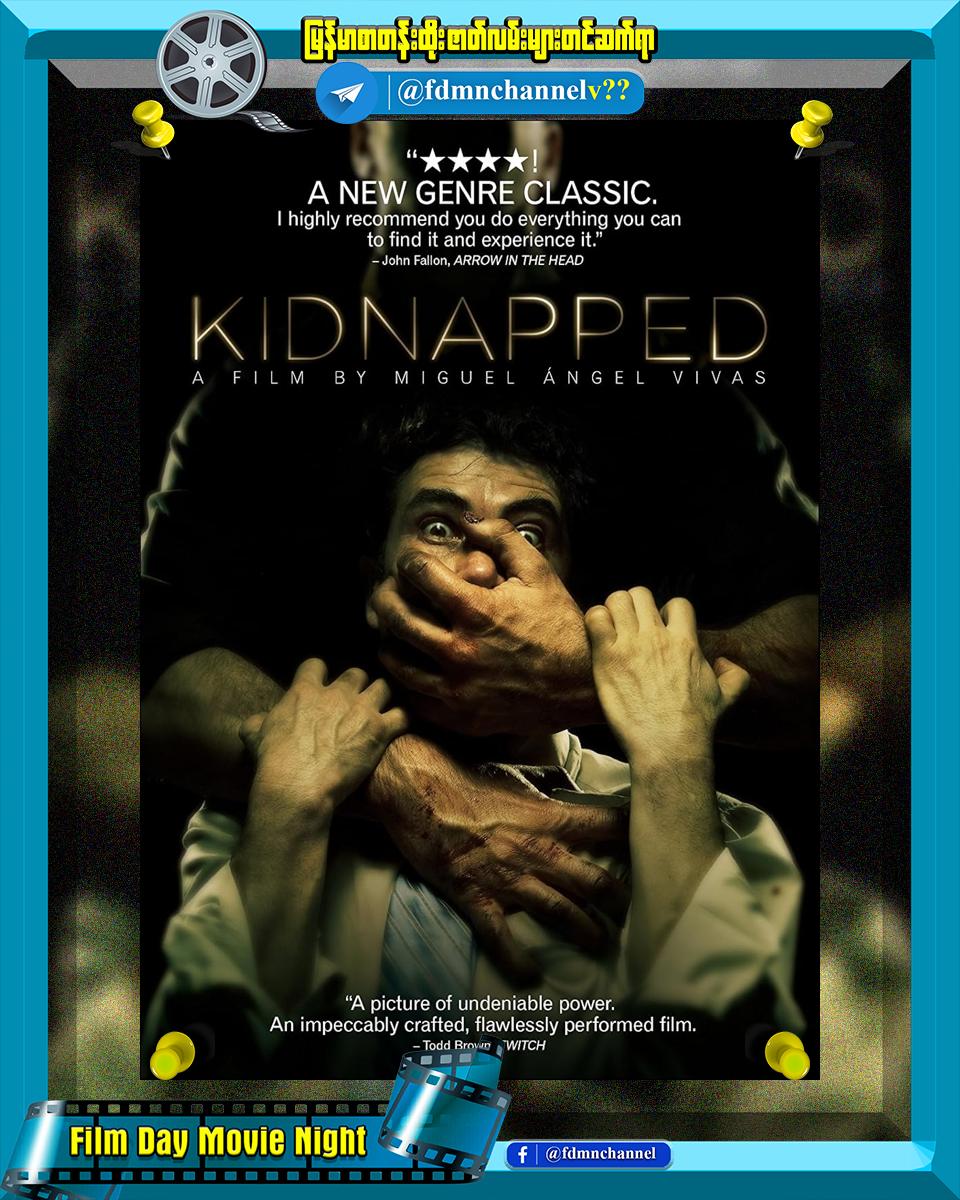 မြန်မာစာတန်းထိုးဇာတ်လမ်းများတင်ဆက်ရာ
@fdmnchannelv??
“★★★★!
A NEW GENRE CLASSIC.
I highly recommend you do everything you can
to find it and experience it.”
– John Fallon, ARROW IN THE HEAD
KIDNAPPED
A FILM BY MIGUEL ÁNGEL VIVAS
“A picture of undeniable power.
An impeccably crafted, flawlessly performed film.
– Todd Brown, TWITCH
Film Day Movie Night
@fdmnchannel